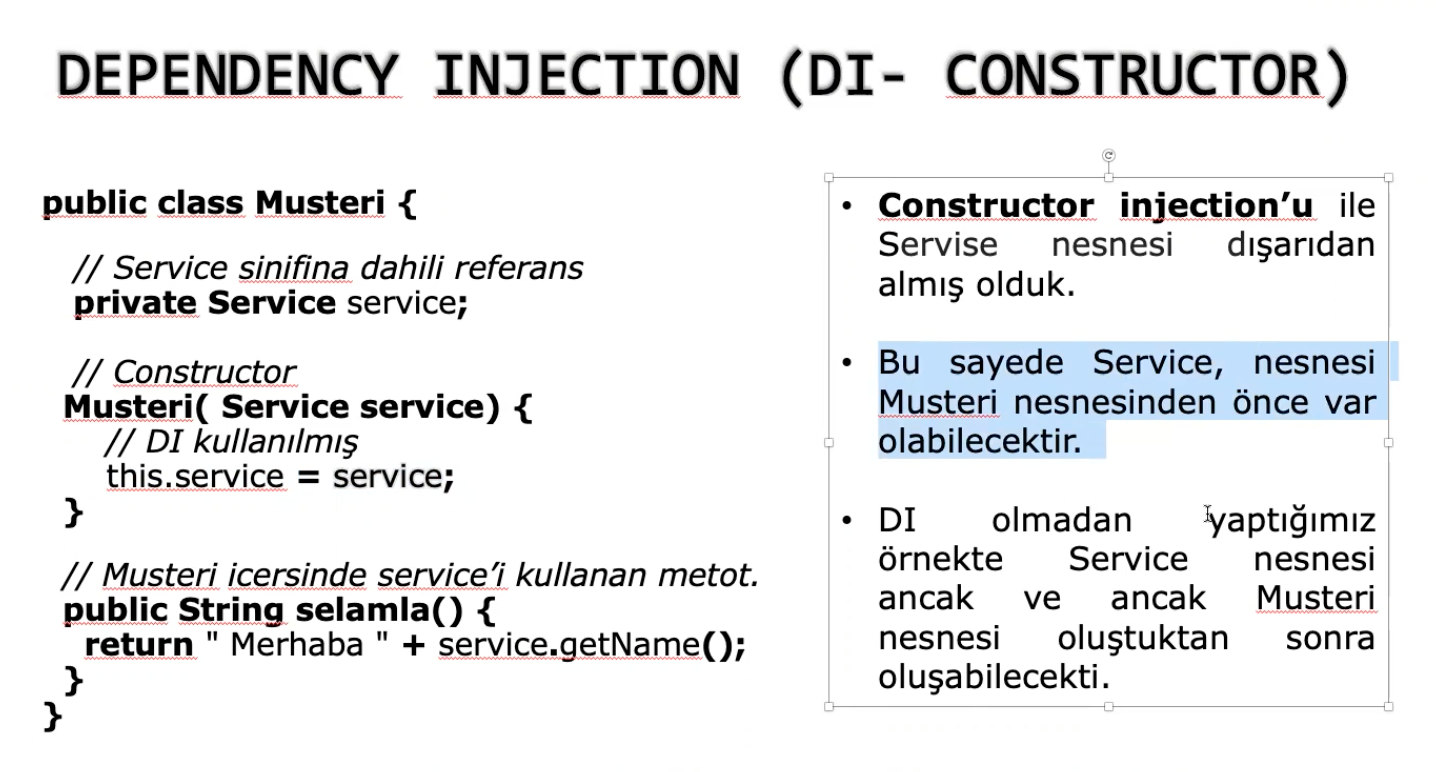 DEPENDENCY INJECTION (DI- CONSTRUCTOR)
public class Musteri {
// Service sinifina dahili referans
private Service service;
// Constructor
Musteri( Service service) {
// DI kullanılmış
this.service = service;
}
// Musteri icersinde service’i kullanan metot.
public String selamla() {
return " Merhaba " + service.getName();
}
}
• Constructor injection’u ile
Servise nesnesi dışarıdan
almış olduk.
• Bu sayede Service, nesnesi
Musteri nesnesinden önce var
olabilecektir.
• DI olmadan yaptığımız
örnekte Service nesnesi
ancak ve ancak Musteri
nesnesi oluştuktan sonra
oluşabilecekti.